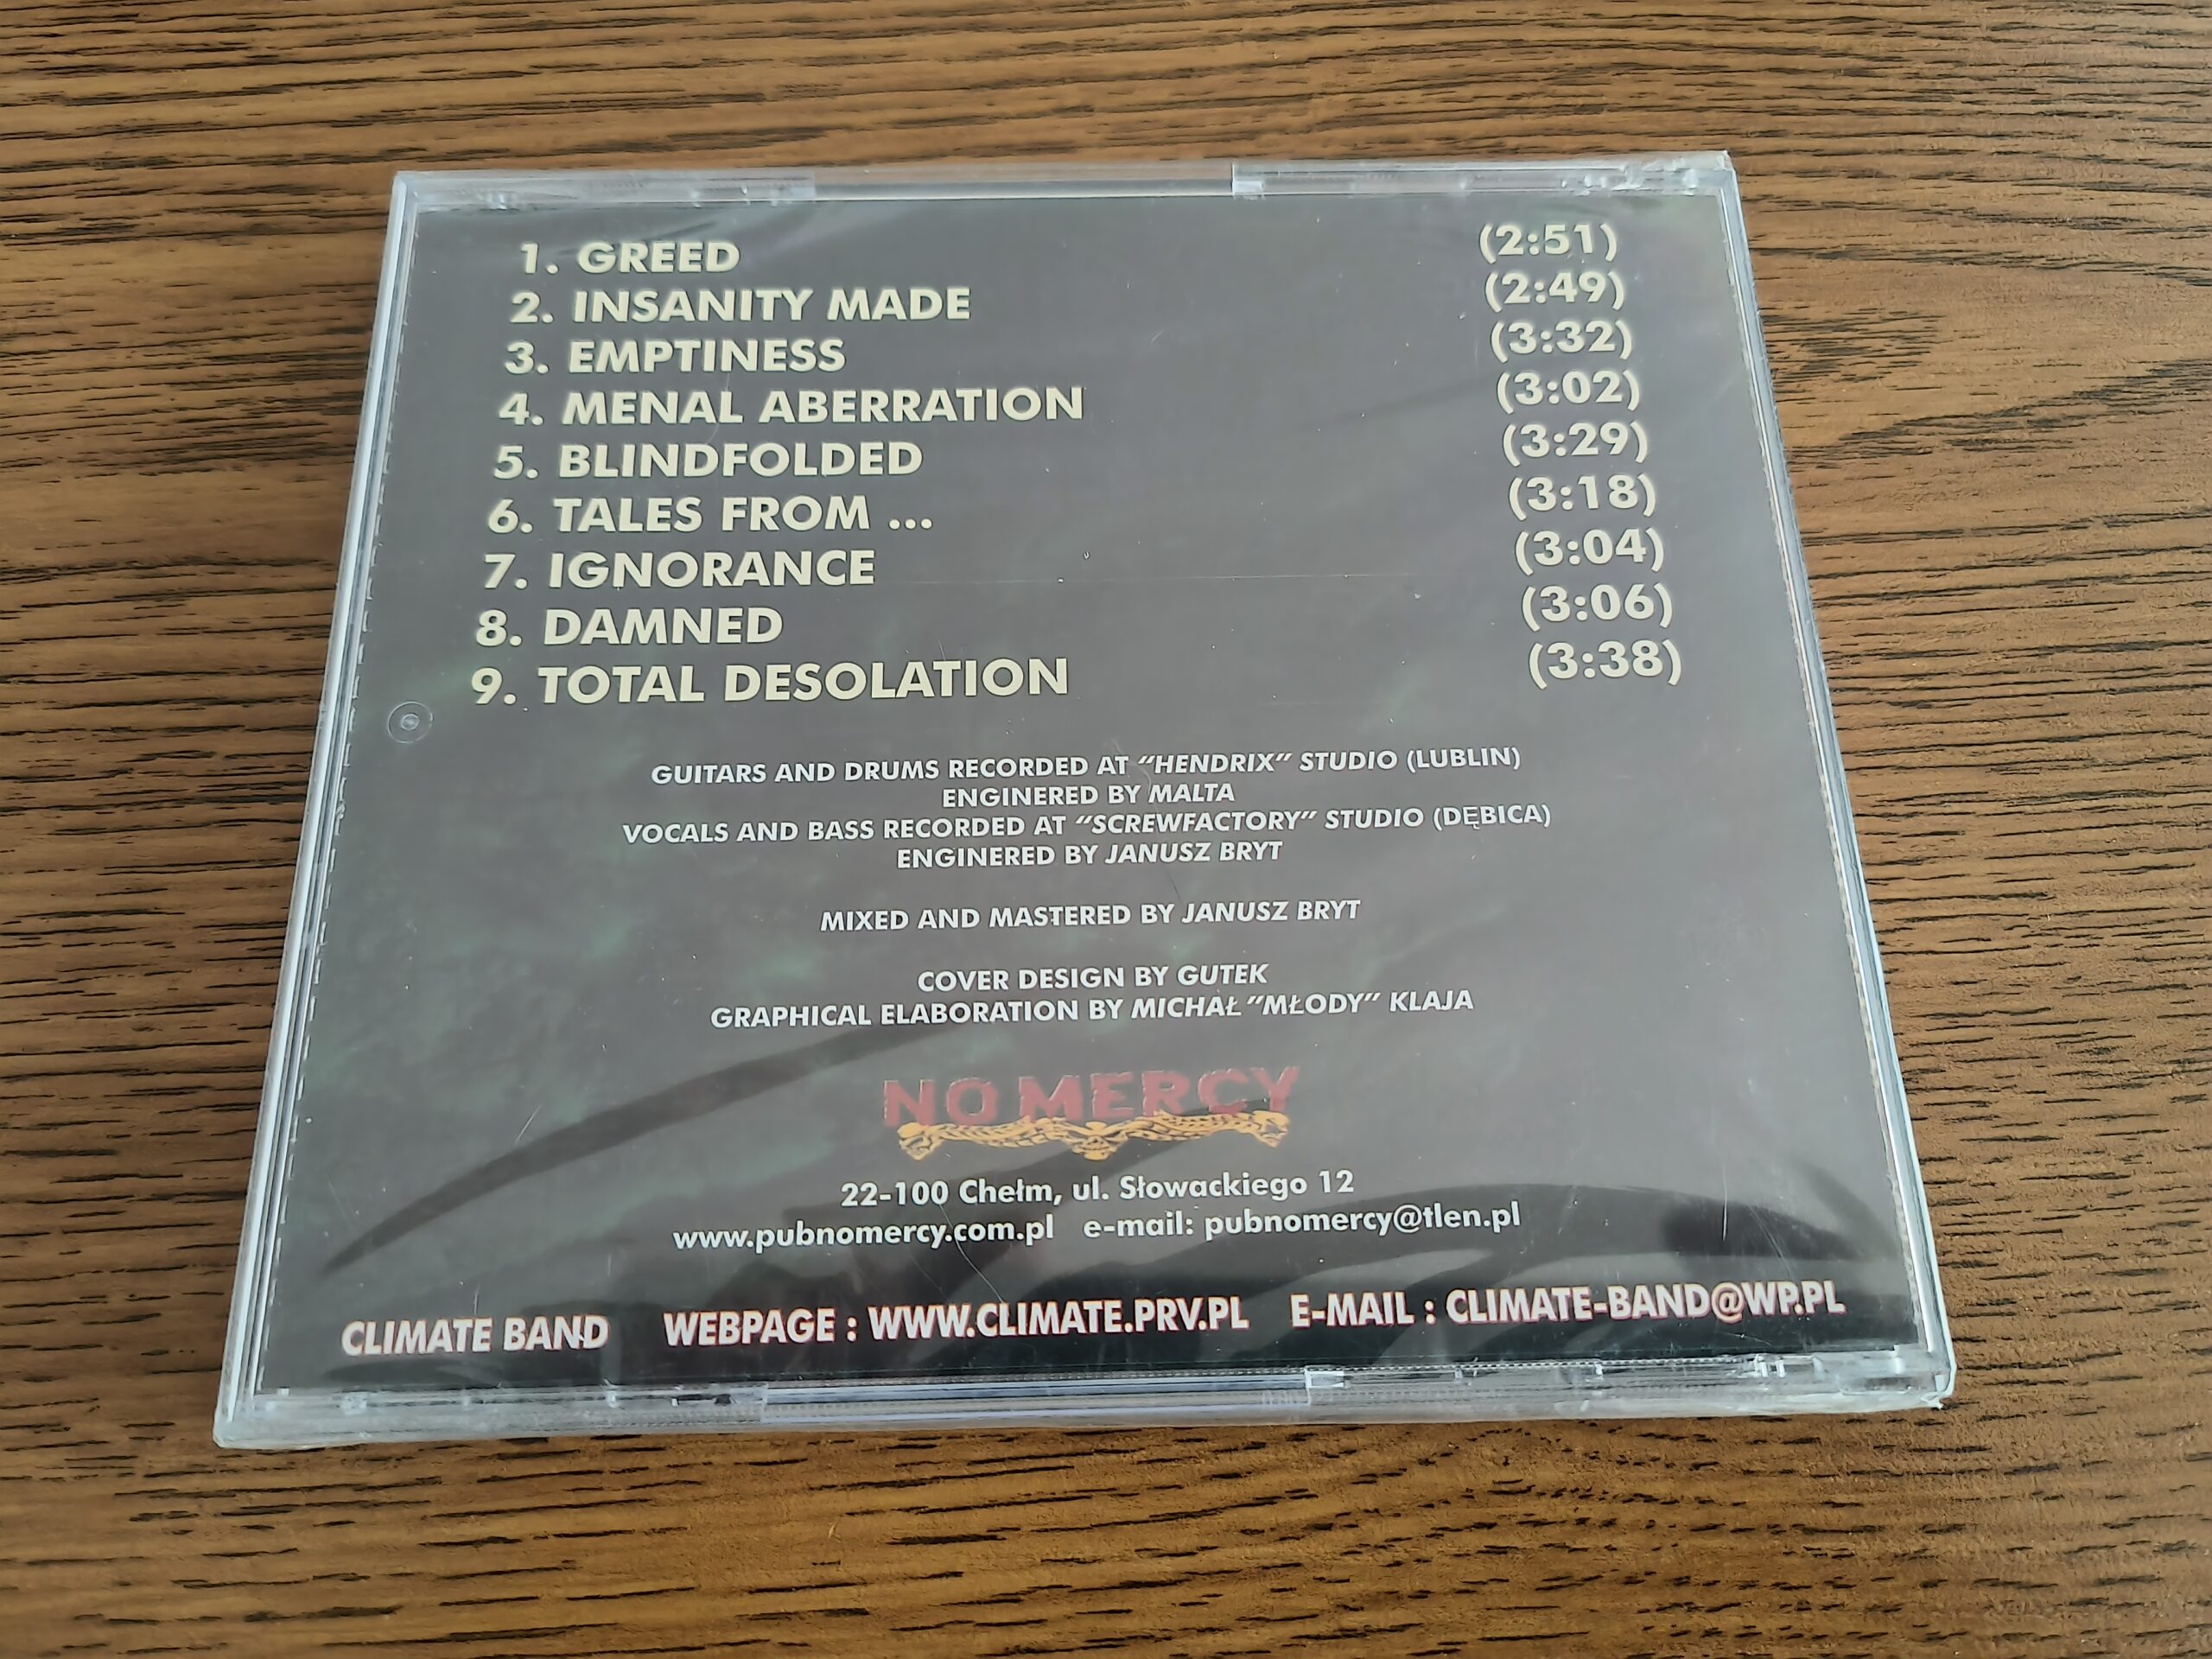 1. GREED (2:51)
2. INSANITY MADE (2:49)
3. EMPTINESS (3:32)
4. MENAL ABERRATION (3:02)
5. BLINDFOLDED (3:29)
6. TALES FROM ... (3:18)
7. IGNORANCE (3:04)
8. DAMNED (3:06)
9. TOTAL DESOLATION (3:38)
GUITARS AND DRUMS RECORDED AT "HENDRIX" STUDIO (LUBLIN)
ENGINERED BY MALTA
VOCALS AND BASS RECORDED AT "SCREWFACTORY" STUDIO (DĘBICA)
ENGINERED BY JANUSZ BRYT
MIXED AND MASTERED BY JANUSZ BRYT
COVER DESIGN BY GUTEK
GRAPHICAL ELABORATION BY MICHAŁ "MŁODY" KLAJA
NO MERCY
22-100 Chełm, ul. Słowackiego 12
www.pubnomercy.com.pl e-mail: pubnomercy@tlen.pl
CLIMATE BAND WEBPAGE : WWW.CLIMATE.PRV.PL E-MAIL : CLIMATE-BAND@WP.PL